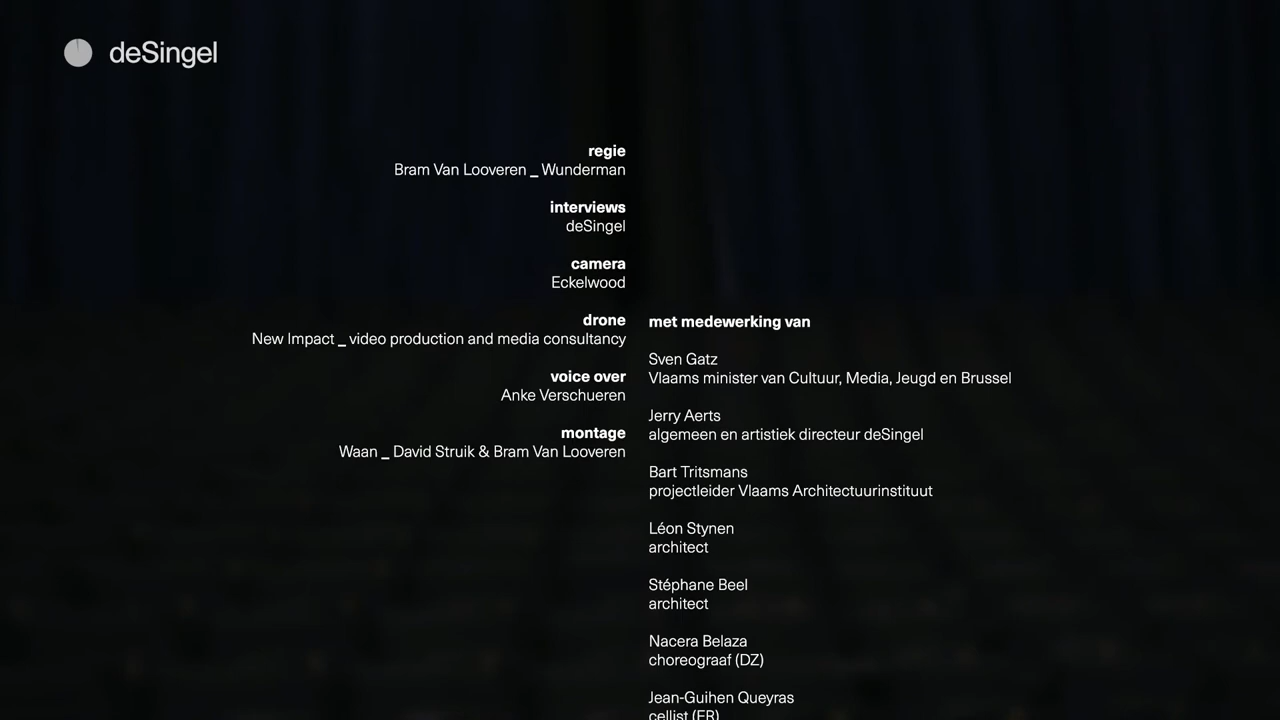 deSingel
regie
Bram Van Looveren _ Wunderman
interviews
deSingel
camera
Eckelwood
drone
New Impact _ video production and media consultancy
voice over
Anke Verschueren
montage
Waan _ David Struik & Bram Van Looveren
met medewerking van
Sven Gatz
Vlaams minister van Cultuur, Media, Jeugd en Brussel
Jerry Aerts
algemeen en artistiek directeur deSingel
Bart Tritsmans
projectleider Vlaams Architectuurinstituut
Léon Stynen
architect
Stéphane Beel
architect
Nacera Belaza
choreograaf (DZ)
Jean-Guihen Queyras
cellist (FR)